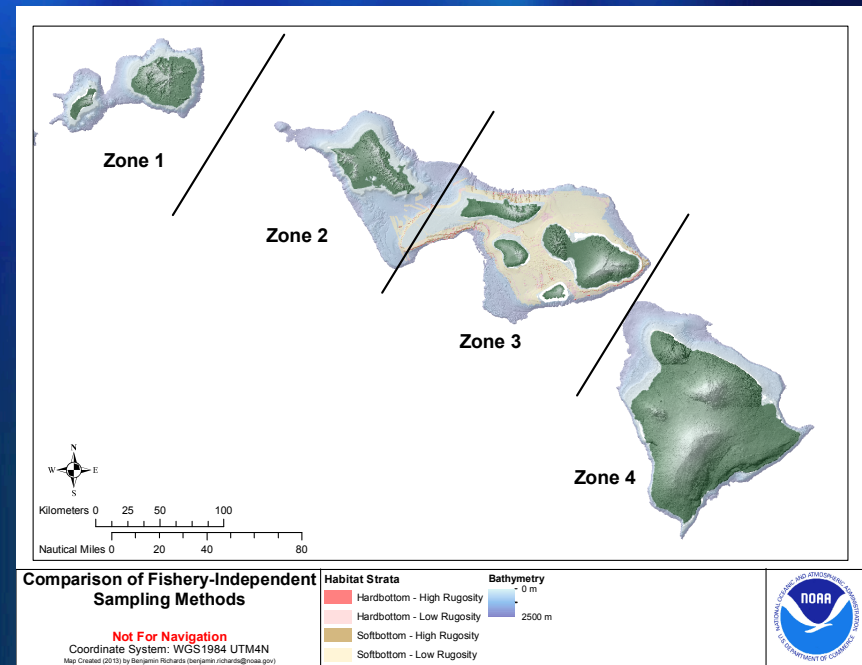 Zone 1
Zone 2
Zone 3
Zone 4
N
W E
S
Kilometers 0 25 50 100
Nautical Miles 0 20 40 80
Comparison of Fishery-Independent
Sampling Methods
Not For Navigation
Coordinate System: WGS1984 UTM4N
Map Created (2013) by Benjamin Richards (benjamin.richards@noaa.gov)
Habitat Strata
Hardbottom - High Rugosity
Hardbottom - Low Rugosity
Softbottom - High Rugosity
Softbottom - Low Rugosity
Bathymetry
0 m
2500 m
NATIONAL OCEANIC AND ATMOSPHERIC ADMINISTRATION
NOAA
U.S. DEPARTMENT OF COMMERCE